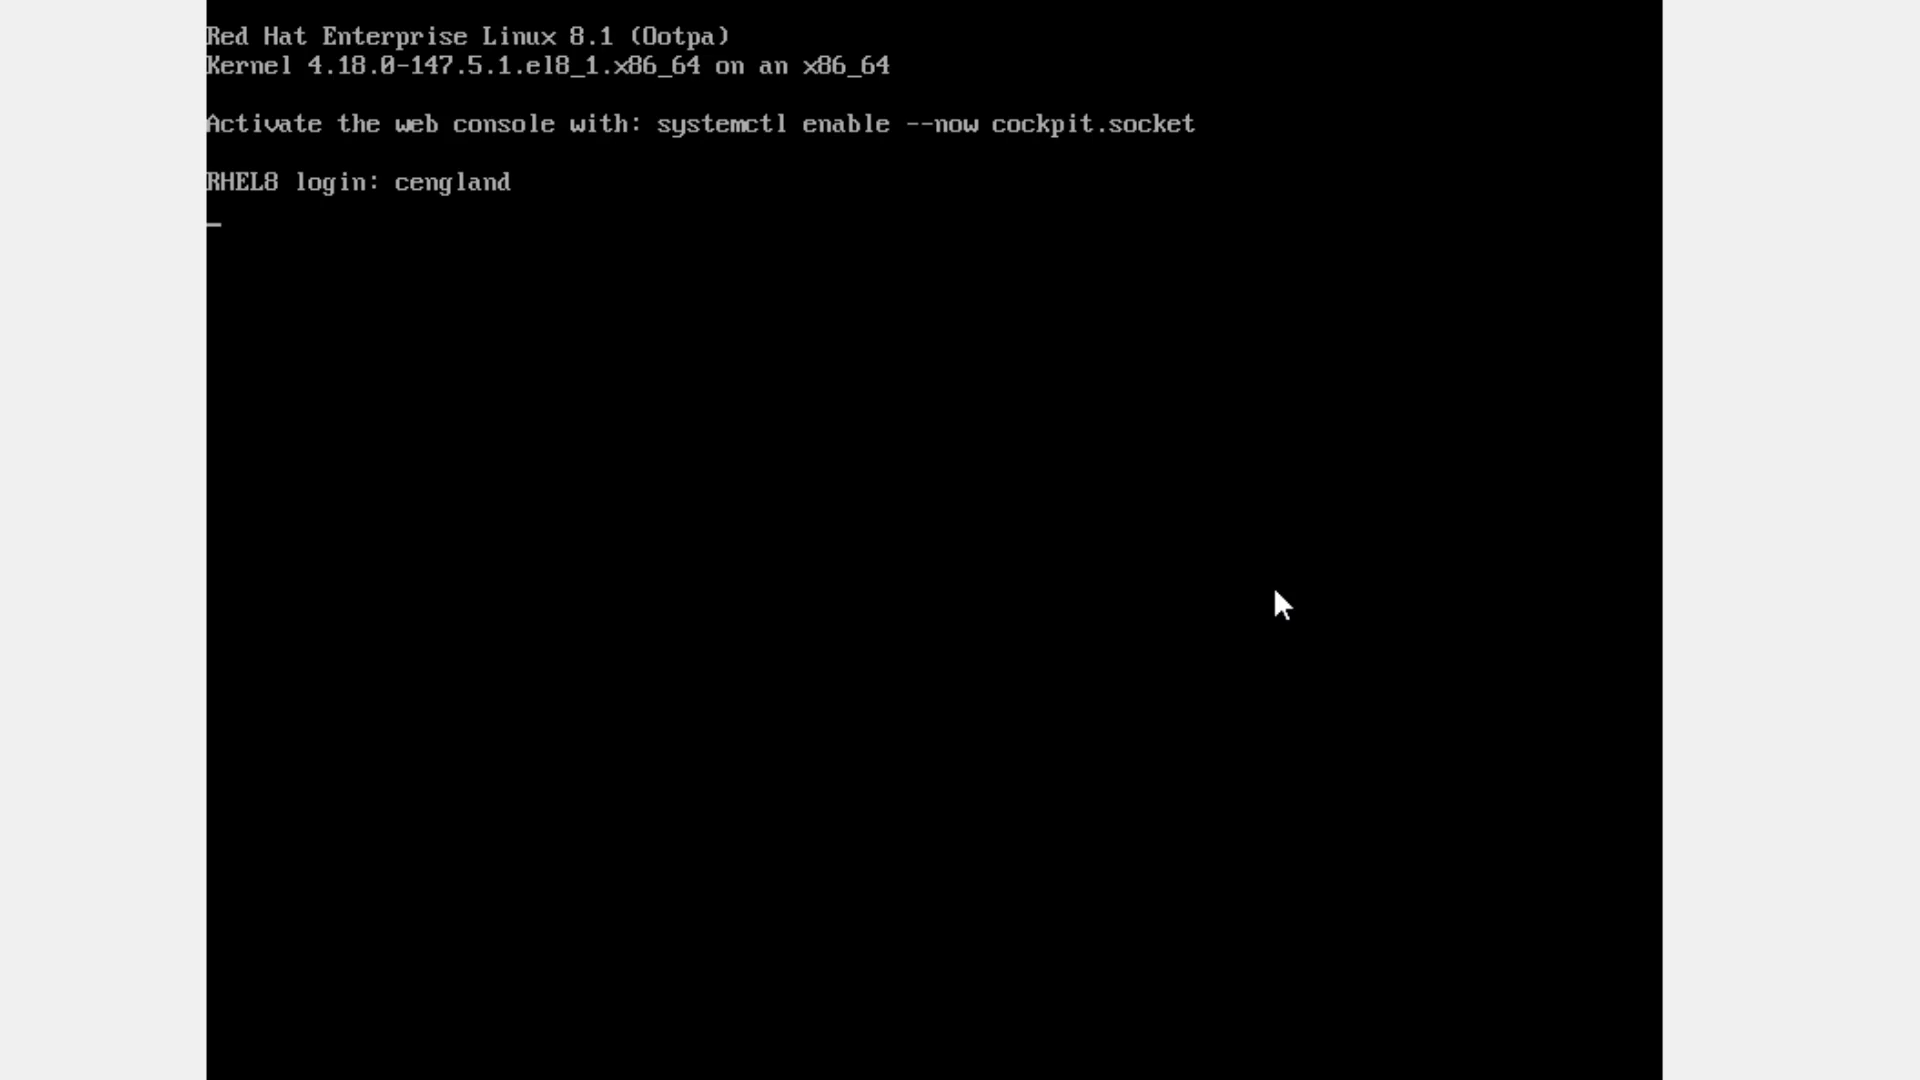 Red Hat Enterprise Linux 8.1 (Ootpa)
Kernel 4.18.0-147.5.1.el8_1.x86_64 on an x86_64
Activate the web console with: systemctl enable --now cockpit.socket
RHEL8 login: cengland